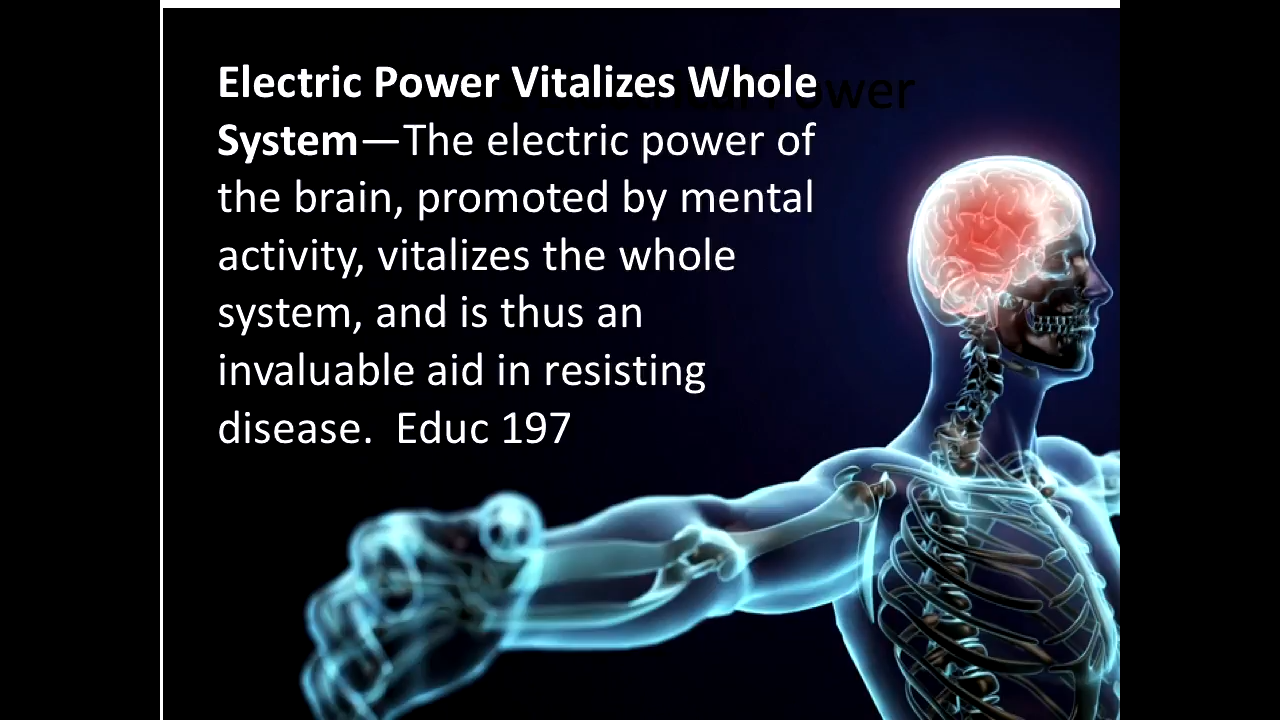 Electric Power Vitalizes Whole
System—The electric power of
the brain, promoted by mental
activity, vitalizes the whole
system, and is thus an
invaluable aid in resisting
disease.  Educ 197